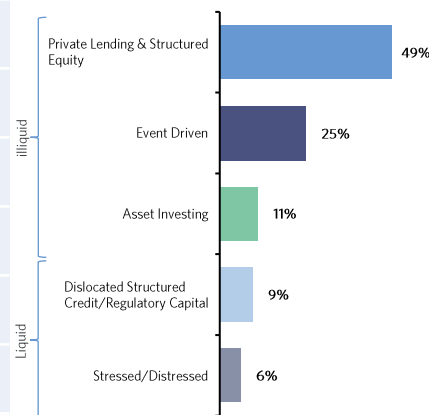 illiquid
Private Lending & Structured
Equity
49%
Event Driven
25%
Asset Investing
11%
Liquid
Dislocated Structured
Credit/Regulatory Capital
9%
Stressed/Distressed
6%